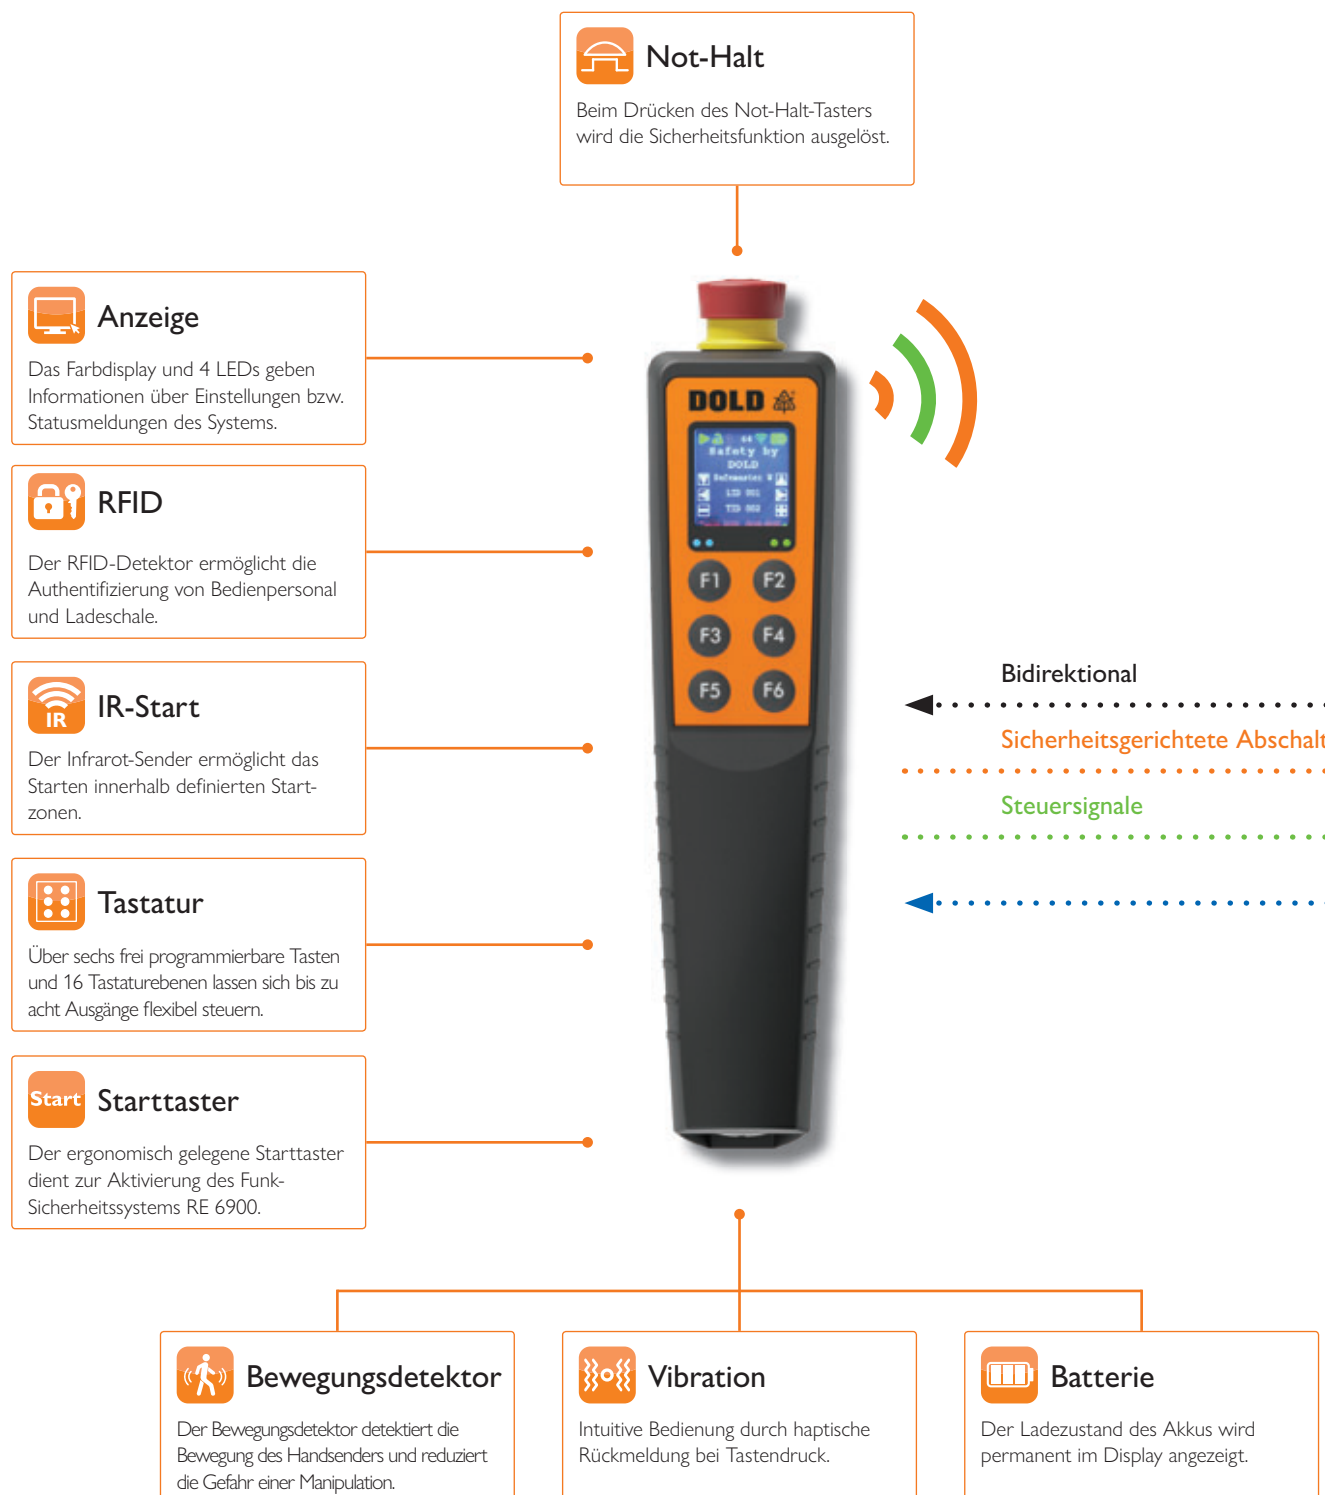 Not-Halt
Beim Drücken des Not-Halt-Tasters
wird die Sicherheitsfunktion ausgelöst.
Anzeige
Das Farbdisplay und 4 LEDs geben
Informationen über Einstellungen bzw.
Statusmeldungen des Systems.
RFID
Der RFID-Detektor ermöglicht die
Authentifizierung von Bedienpersonal
und Ladeschale.
IR
IR-Start
Der Infrarot-Sender ermöglicht das
Starten innerhalb definierten Start-
zonen.
Tastatur
Über sechs frei programmierbare Tasten
und 16 Tastaturebenen lassen sich bis zu
acht Ausgänge flexibel steuern.
Start
Starttaster
Der ergonomisch gelegene Starttaster
dient zur Aktivierung des Funk-
Sicherheitssystems RE 6900.
DOLD
64
Safety by
DOLD
Safemaster W
LID 001
TID 002
F1 F2
F3 F4
F5 F6
Bidirektional
Sicherheitsgerichtete Abschalt
Steuersignale
Bewegungsdetektor
Der Bewegungsdetektor detektiert die
Bewegung des Handsenders und reduziert
die Gefahr einer Manipulation.
Vibration
Intuitive Bedienung durch haptische
Rückmeldung bei Tastendruck.
Batterie
Der Ladezustand des Akkus wird
permanent im Display angezeigt.